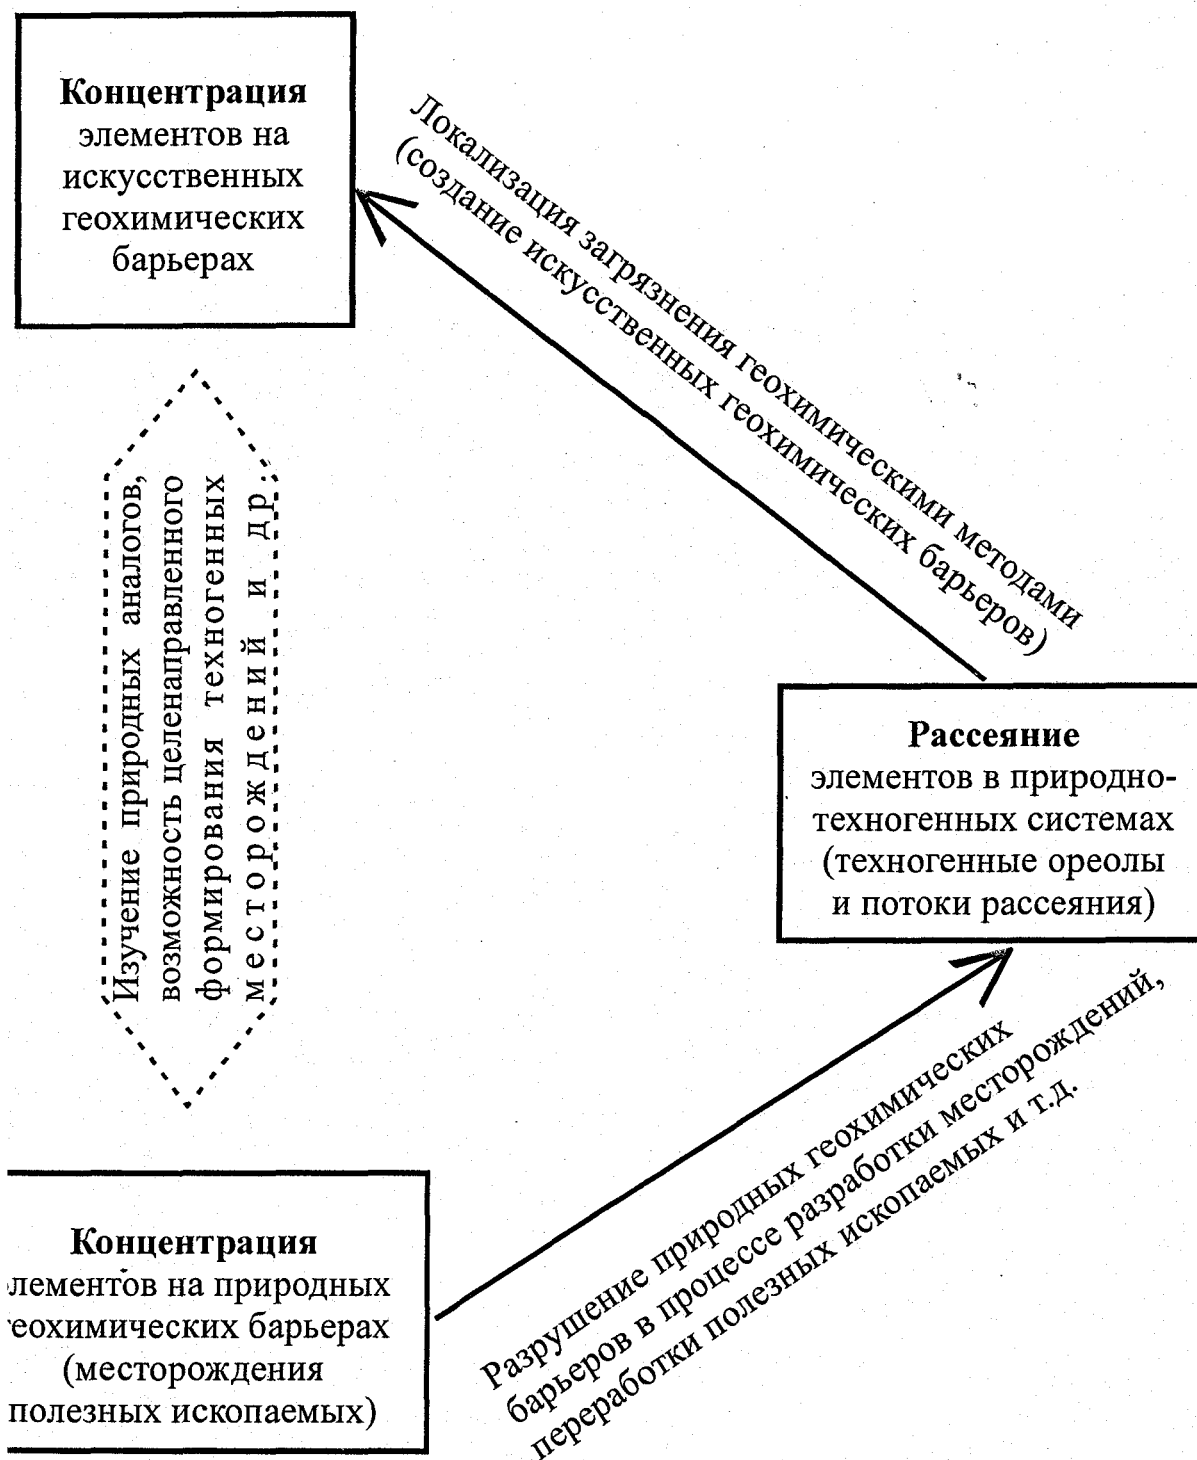 Концентрация
элементов на
искусственных
геохимических
барьерах
Локализация загрязнения геохимическими методами
(создание искусственных геохимических барьеров)
Изучение природных аналогов,
возможность целенаправленного
формирования техногенных
месторождений и др.
Рассеяние
элементов в природно-
техногенных системах
(техногенные ореолы
и потоки рассеяния)
Разрушение природных геохимических
барьеров в процессе разработки месторождений,
переработки полезных ископаемых и т.д.
Концентрация
лементов на природных
еохимических барьерах
(месторождения
полезных ископаемых)